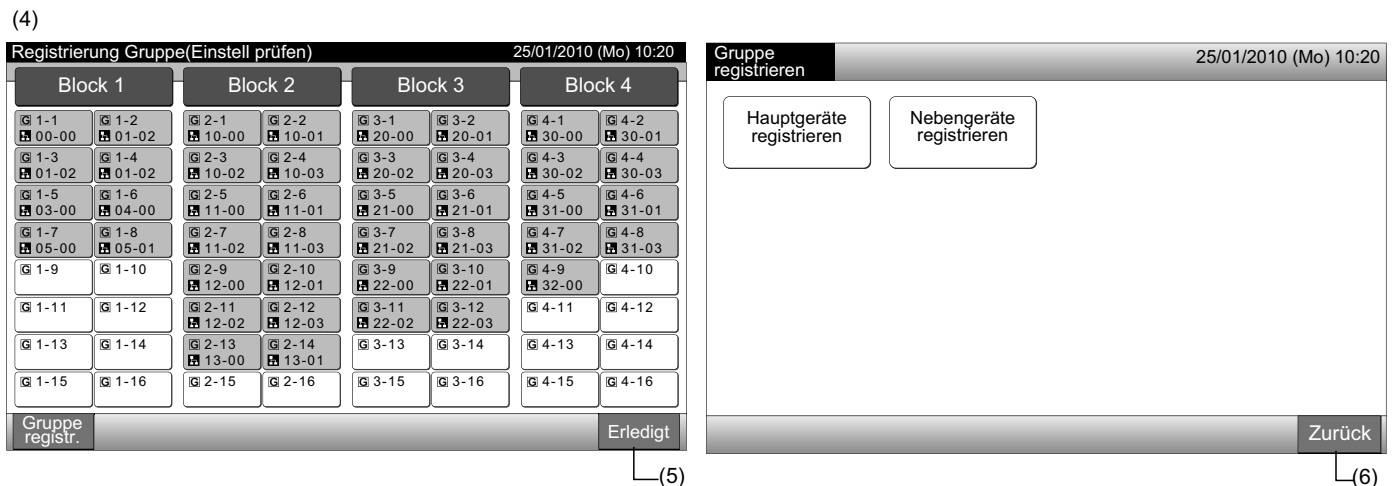 (4)
Registrierung Gruppe(Einstell prüfen) 25/01/2010 (Mo) 10:20
Block 1 Block 2 Block 3 Block 4
G 1-1 G 1-2 G 2-1 G 2-2 G 3-1 G 3-2 G 4-1 G 4-2
00-00 01-02 10-00 10-01 20-00 20-01 30-00 30-01
G 1-3 G 1-4 G 2-3 G 2-4 G 3-3 G 3-4 G 4-3 G 4-4
01-02 01-02 10-02 10-03 20-02 20-03 30-02 30-03
G 1-5 G 1-6 G 2-5 G 2-6 G 3-5 G 3-6 G 4-5 G 4-6
03-00 04-00 11-00 11-01 21-00 21-01 31-00 31-01
G 1-7 G 1-8 G 2-7 G 2-8 G 3-7 G 3-8 G 4-7 G 4-8
05-00 05-01 11-02 11-03 21-02 21-03 31-02 31-03
G 1-9 G 1-10 G 2-9 G 2-10 G 3-9 G 3-10 G 4-9 G 4-10
12-00 12-01 22-00 22-01 32-00
G 1-11 G 1-12 G 2-11 G 2-12 G 3-11 G 3-12 G 4-11 G 4-12
12-02 12-03 22-02 22-03
G 1-13 G 1-14 G 2-13 G 2-14 G 3-13 G 3-14 G 4-13 G 4-14
13-00 13-01
G 1-15 G 1-16 G 2-15 G 2-16 G 3-15 G 3-16 G 4-15 G 4-16
Gruppe
registr.
Erledigt
(5)
Gruppe
registrieren
25/01/2010 (Mo) 10:20
Hauptgeräte
registrieren
Nebengeräte
registrieren
Zurück
(6)